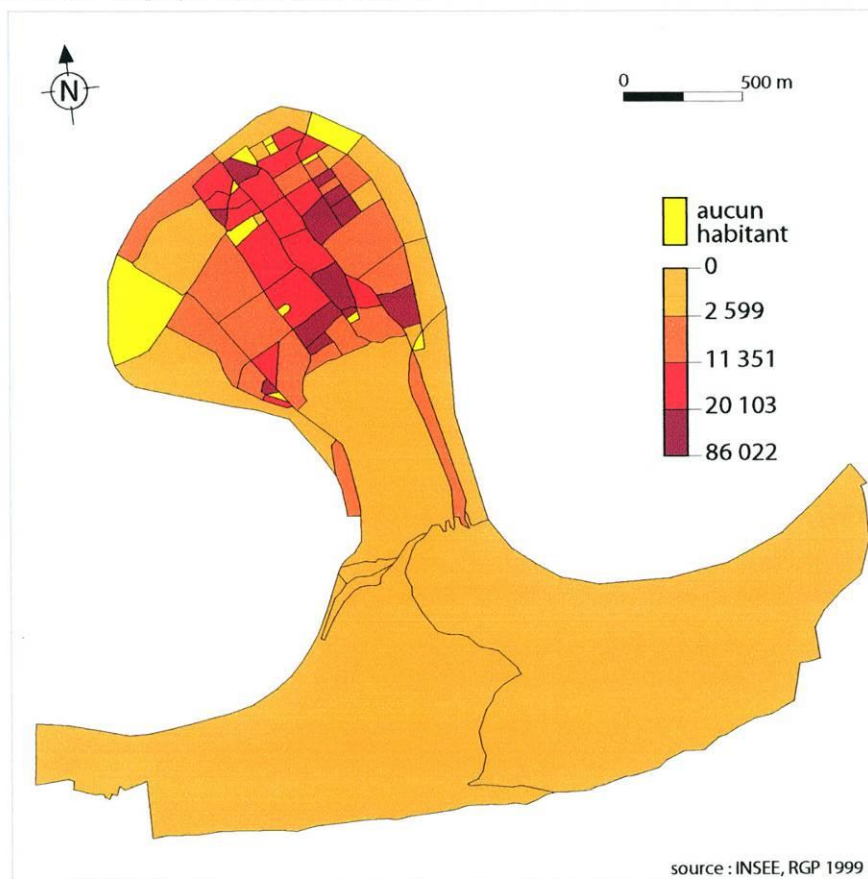 N
0 500 m
aucun
habitant
0
2 599
11 351
20 103
86 022
source : INSEE, RGP 1999